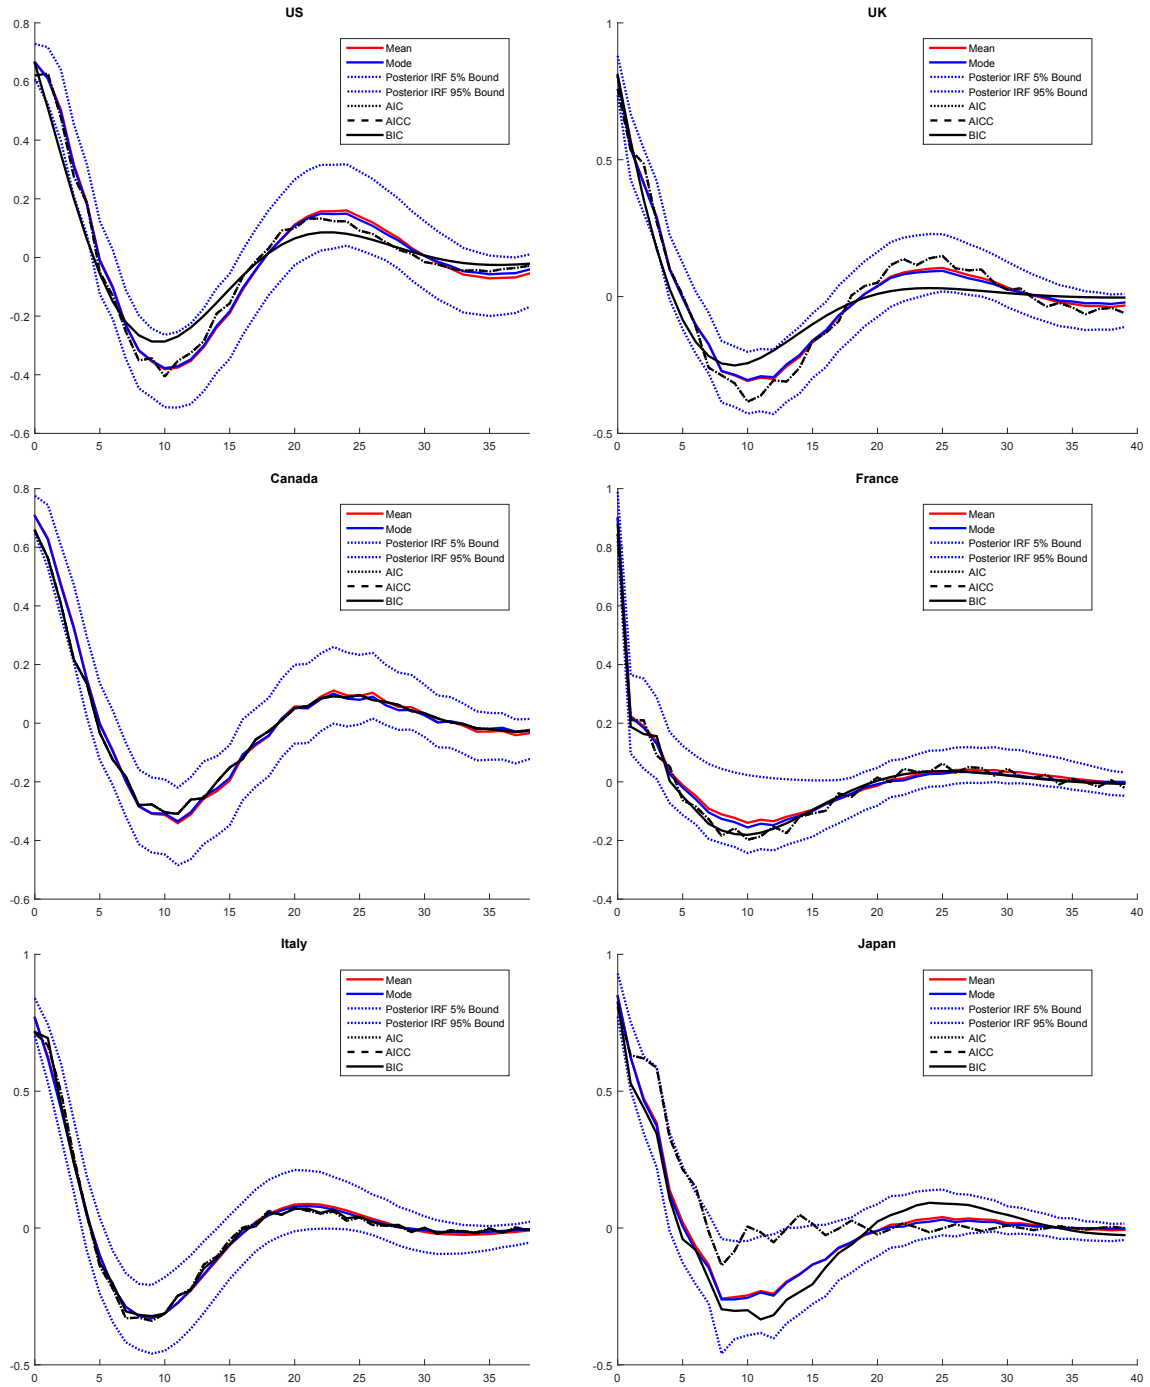 US
0.8
0.6
0.4
0.2
0
-0.2
-0.4
-0.6
0 5 10 15 20 25 30 35
Mean
Mode
Posterior IRF 5% Bound
Posterior IRF 95% Bound
AIC
AICC
BIC
UK
1
0.5
0
-0.5
0 5 10 15 20 25 30 35 40
Mean
Mode
Posterior IRF 5% Bound
Posterior IRF 95% Bound
AIC
AICC
BIC
Canada
0.8
0.6
0.4
0.2
0
-0.2
-0.4
-0.6
0 5 10 15 20 25 30 35
Mean
Mode
Posterior IRF 5% Bound
Posterior IRF 95% Bound
AIC
AICC
BIC
France
1
0.8
0.6
0.4
0.2
0
-0.2
-0.4
0 5 10 15 20 25 30 35 40
Mean
Mode
Posterior IRF 5% Bound
Posterior IRF 95% Bound
AIC
AICC
BIC
Italy
1
0.5
0
-0.5
0 5 10 15 20 25 30 35
Mean
Mode
Posterior IRF 5% Bound
Posterior IRF 95% Bound
AIC
AICC
BIC
Japan
1
0.5
0
-0.5
0 5 10 15 20 25 30 35 40
Mean
Mode
Posterior IRF 5% Bound
Posterior IRF 95% Bound
AIC
AICC
BIC